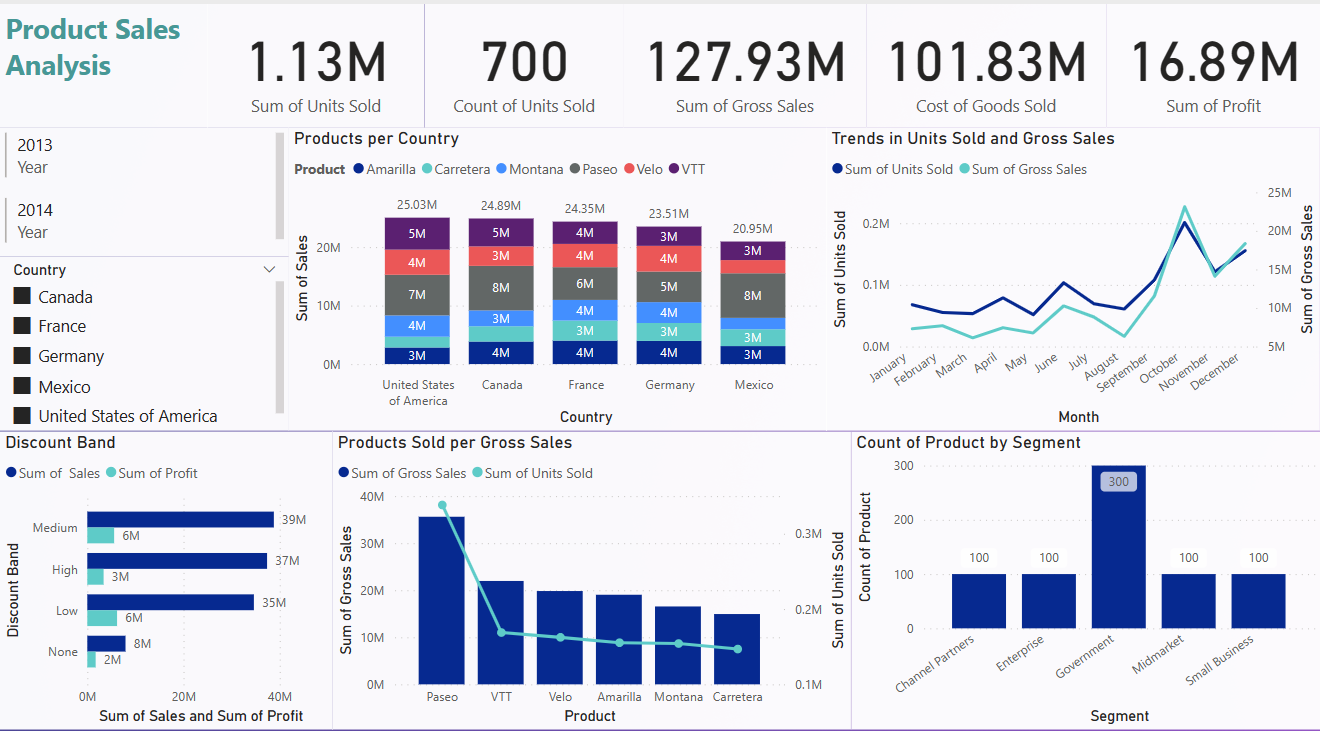 Product Sales
Analysis
1.13M
Sum of Units Sold
700
Count of Units Sold
127.93M
Sum of Gross Sales
101.83M
Cost of Goods Sold
16.89M
Sum of Profit
2013
Year
2014
Year
Country
Canada
France
Germany
Mexico
United States of America
Products per Country
Product Amarilla Carretera Montana Paseo Velo VTT
Sum of Sales
20M
10M
0M
25.03M
5M
4M
7M
4M
3M
24.89M
5M
3M
8M
3M
4M
24.35M
4M
4M
6M
4M
3M
4M
23.51M
3M
4M
5M
4M
3M
4M
20.95M
3M
8M
3M
3M
United States
of America
Canada
France
Germany
Mexico
Country
Trends in Units Sold and Gross Sales
Sum of Units Sold Sum of Gross Sales
Sum of Units Sold
0.2M
0.1M
0.0M
25M
20M
15M
10M
5M
Sum of Gross Sales
January
February
March
April
May
June
July
August
September
October
November
December
Month
Discount Band
Sum of Sales Sum of Profit
Discount Band
Medium
39M
6M
High
37M
3M
Low
35M
6M
None
8M
2M
0M 20M 40M
Sum of Sales and Sum of Profit
Products Sold per Gross Sales
Sum of Gross Sales Sum of Units Sold
Sum of Gross Sales
40M
30M
20M
10M
0M
0.3M
0.2M
0.1M
Sum of Units Sold
Paseo VTT Velo Amarilla Montana Carretera
Product
Count of Product by Segment
Count of Product
300
200
100
0
100
100
300
100
100
Channel Partners
Enterprise
Government
Midmarket
Small Business
Segment